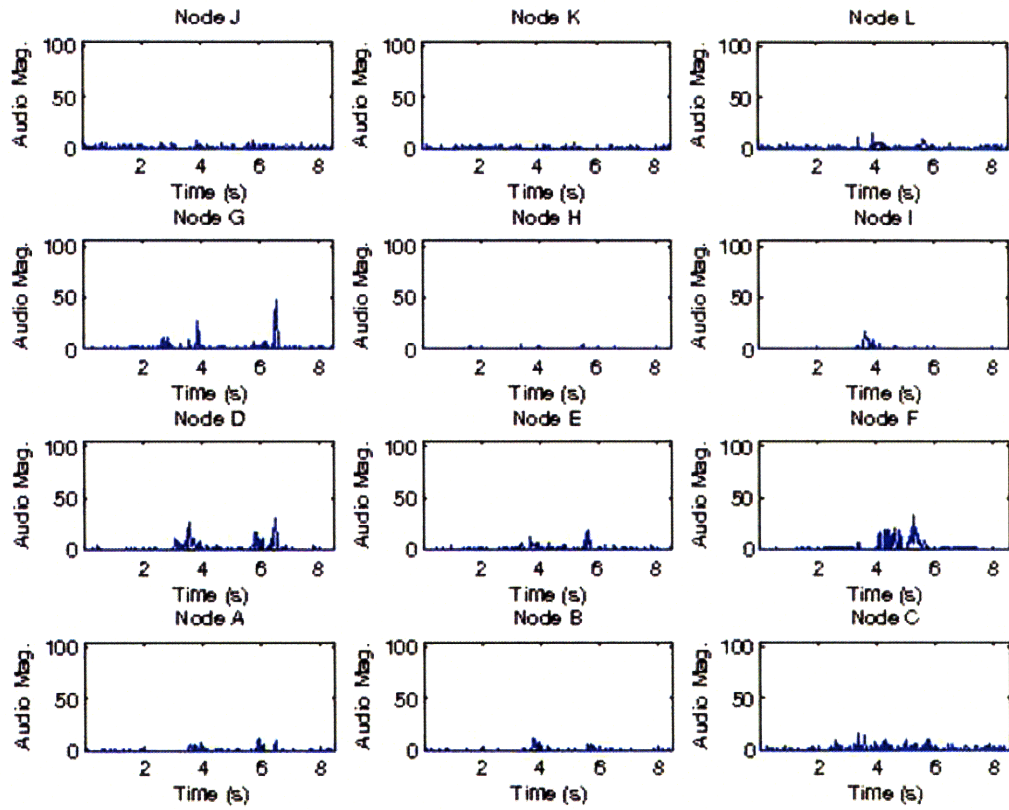 Node J Node K Node L
Audio Mag. 100 50 0 Audio Mag. 100 50 0 Audio Mag. 100 50 0
2 4 6 8 2 4 6 8 2 4 6 8
Time (s) Time (s) Time (s)
Node G Node H Node I
Audio Mag. 100 50 0 Audio Mag. 100 50 0 Audio Mag. 100 50 0
2 4 6 8 2 4 6 8 2 4 6 8
Time (s) Time (s) Time (s)
Node D Node E Node F
Audio Mag. 100 50 0 Audio Mag. 100 50 0 Audio Mag. 100 50 0
2 4 6 8 2 4 6 8 2 4 6 8
Time (s) Time (s) Time (s)
Node A Node B Node C
Audio Mag. 100 50 0 Audio Mag. 100 50 0 Audio Mag. 100 50 0
2 4 6 8 2 4 6 8 2 4 6 8
Time (s) Time (s) Time (s)